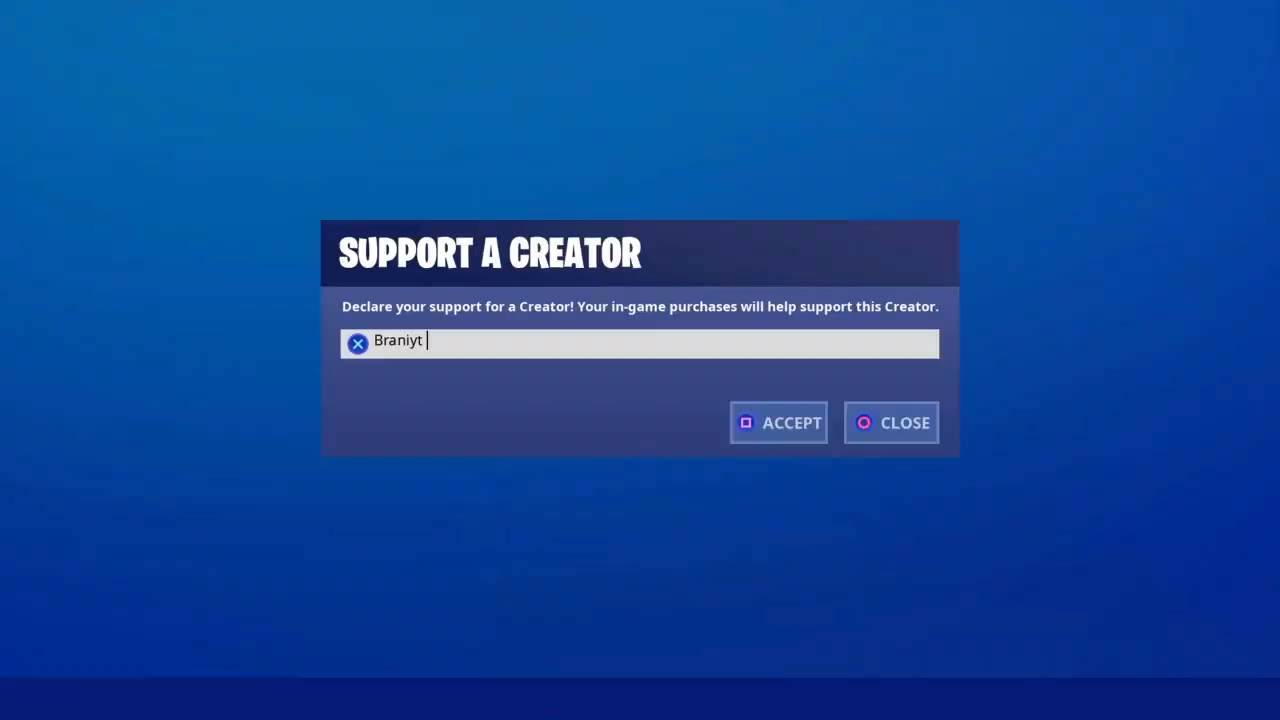 SUPPORT A CREATOR
Declare your support for a Creator! Your in-game purchases will help support this Creator.
Braniyt
ACCEPT
CLOSE